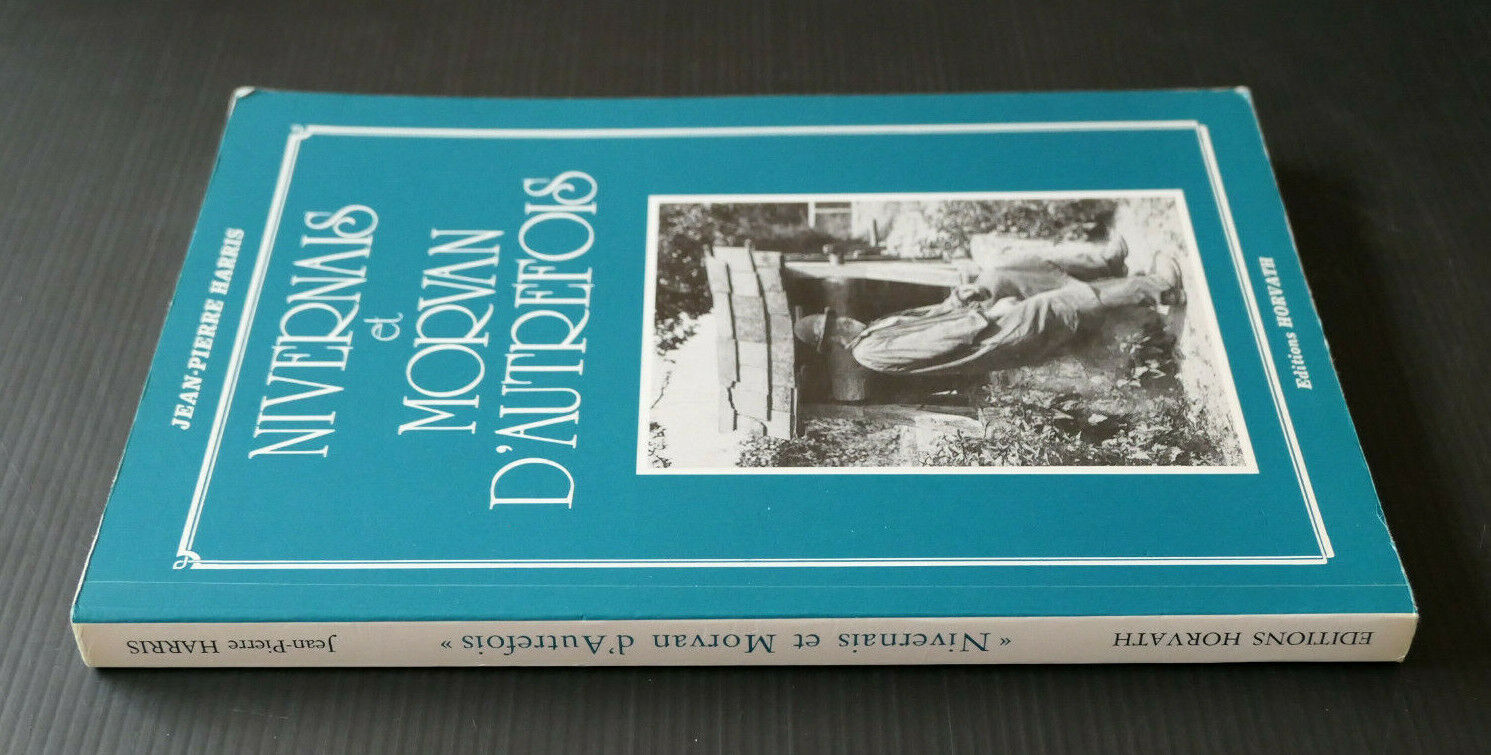 JEAN-PIERRE HARRIS
NIVERNAIS
et
MORVAN
D'AUTREFOIS
Editions HORVATH
EDITIONS HORVATH
« Nivernais et Morvan d'Autrefois »
Jean-Pierre HARRIS